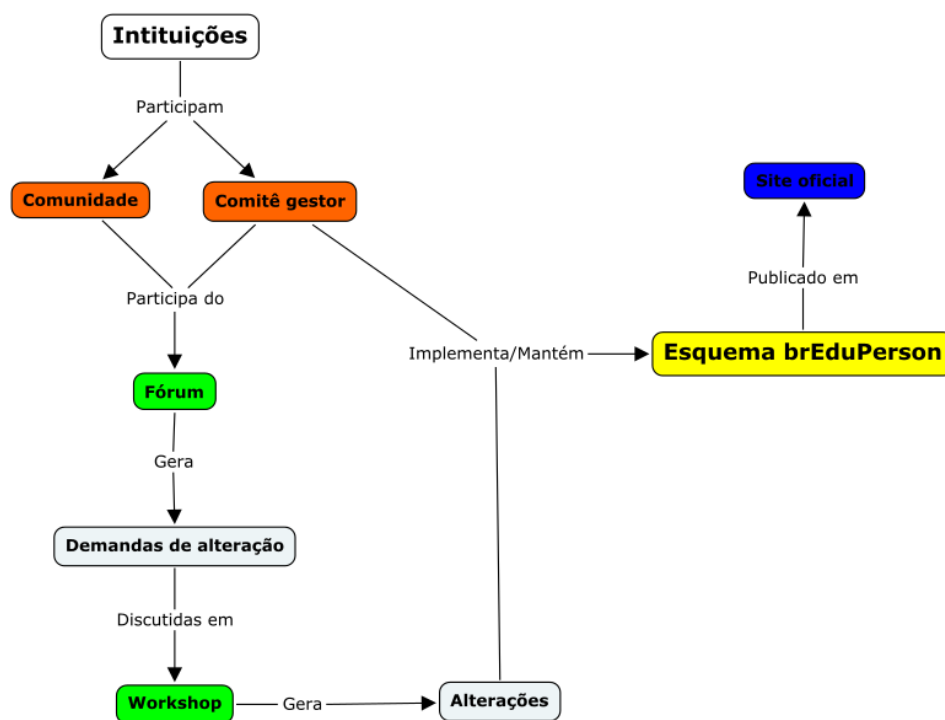 Intituições
Participam
Comunidade
Comitê gestor
Site oficial
Participa do
Publicado em
Implementa/Mantém
Esquema brEduPerson
Fórum
Gera
Demandas de alteração
Discutidas em
Workshop
Gera
Alterações